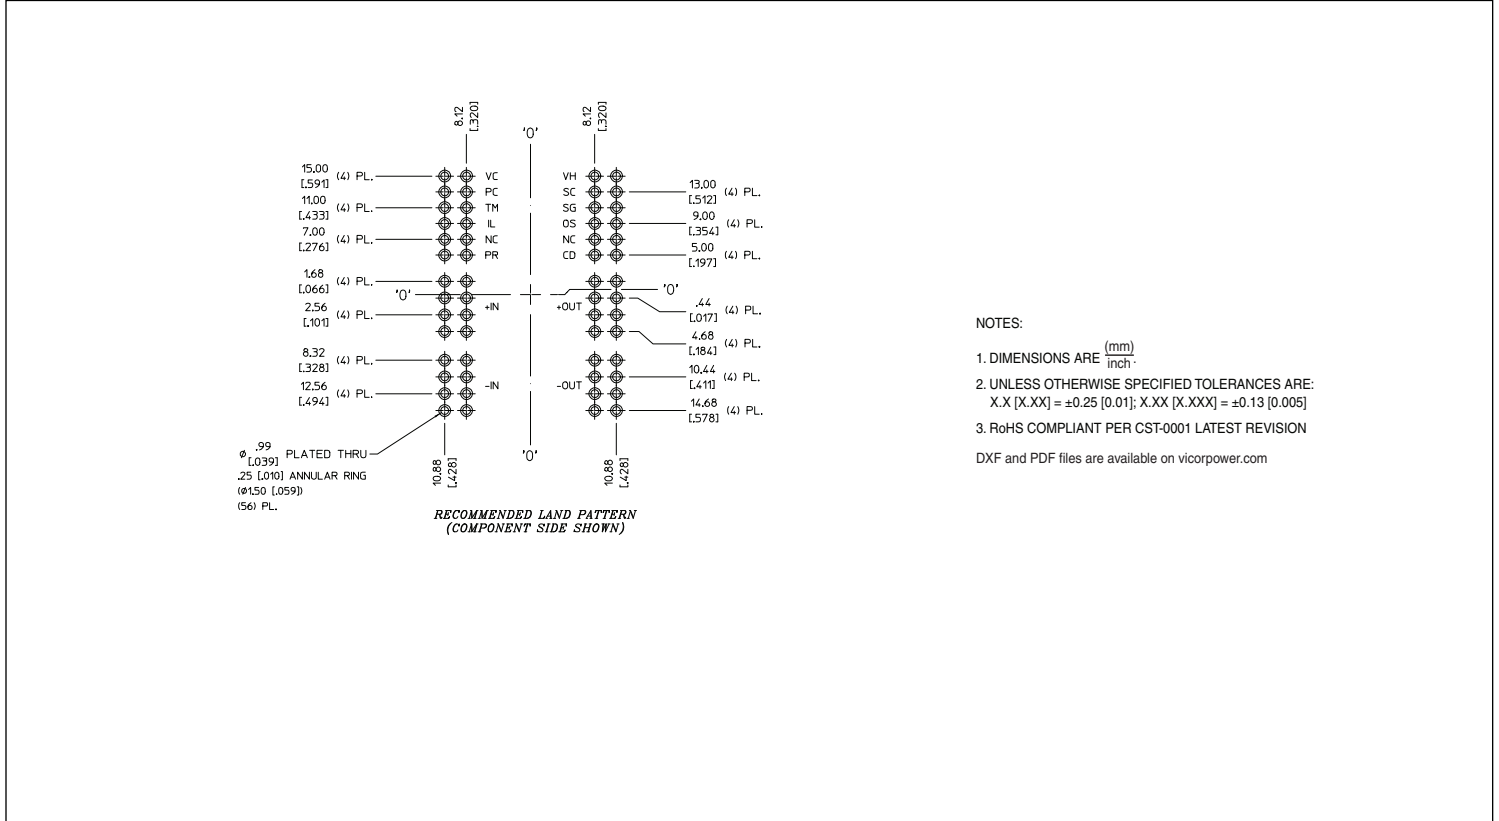 8.12
[.320]
'0'
8.12
[.320]
15.00
[.591] (4) PL.
11.00
[.433] (4) PL.
7.00
[.276] (4) PL.
1.68
[.066] (4) PL.
2.56
[.101] (4) PL.
8.32
[.328] (4) PL.
12.56
[.494] (4) PL.
VC
PC
TM
IL
NC
PR
'0'
+IN
-IN
VH
SC
SG
OS
NC
CD
+OUT
-OUT
13.00
[.512] (4) PL.
9.00
[.354] (4) PL.
5.00
[.197] (4) PL.
'0'
.44
[.017] (4) PL.
4.68
[.184] (4) PL.
10.44
[.411] (4) PL.
14.68
[.578] (4) PL.
ø .99
[.039] PLATED THRU
.25 [.010] ANNULAR RING
(ø1.50 [.059])
(56) PL.
10.88
[.428]
'0'
10.88
[.428]
RECOMMENDED LAND PATTERN
(COMPONENT SIDE SHOWN)
NOTES:
1. DIMENSIONS ARE (mm)
inch .
2. UNLESS OTHERWISE SPECIFIED TOLERANCES ARE:
X.X [X.XX] = ±0.25 [0.01]; X.XX [X.XXX] = ±0.13 [0.005]
3. RoHS COMPLIANT PER CST-0001 LATEST REVISION
DXF and PDF files are available on vicorpower.com